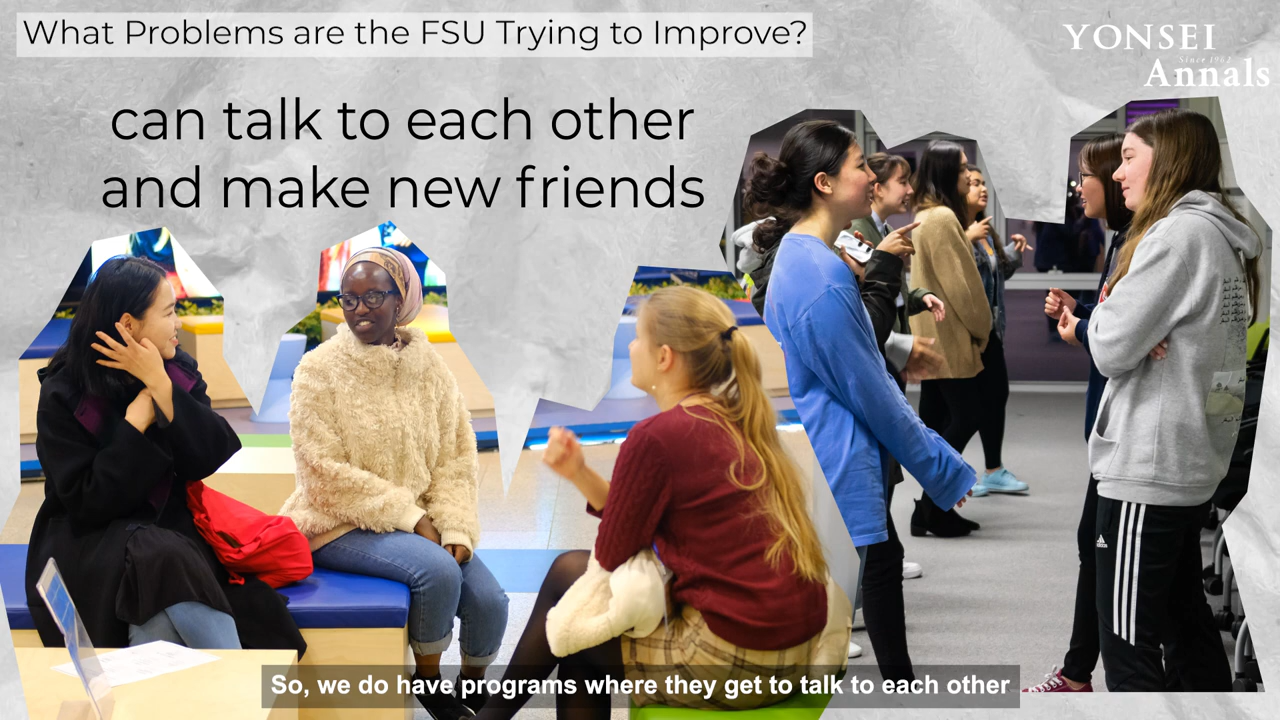 What Problems are the FSU Trying to Improve?
YONSEI
Since 1962
Annals
can talk to each other
and make new friends
adidas
So, we do have programs where they get to talk to each other